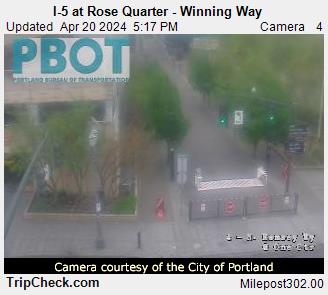 I-5 at Rose Quarter - Winning Way
Updated Apr 20 2024 5:17 PM Camera 4
PBOT
PORTLAND BUREAU OF TRANSPORTATION
Camera courtesy of the City of Portland
TripCheck.com Milepost302.00